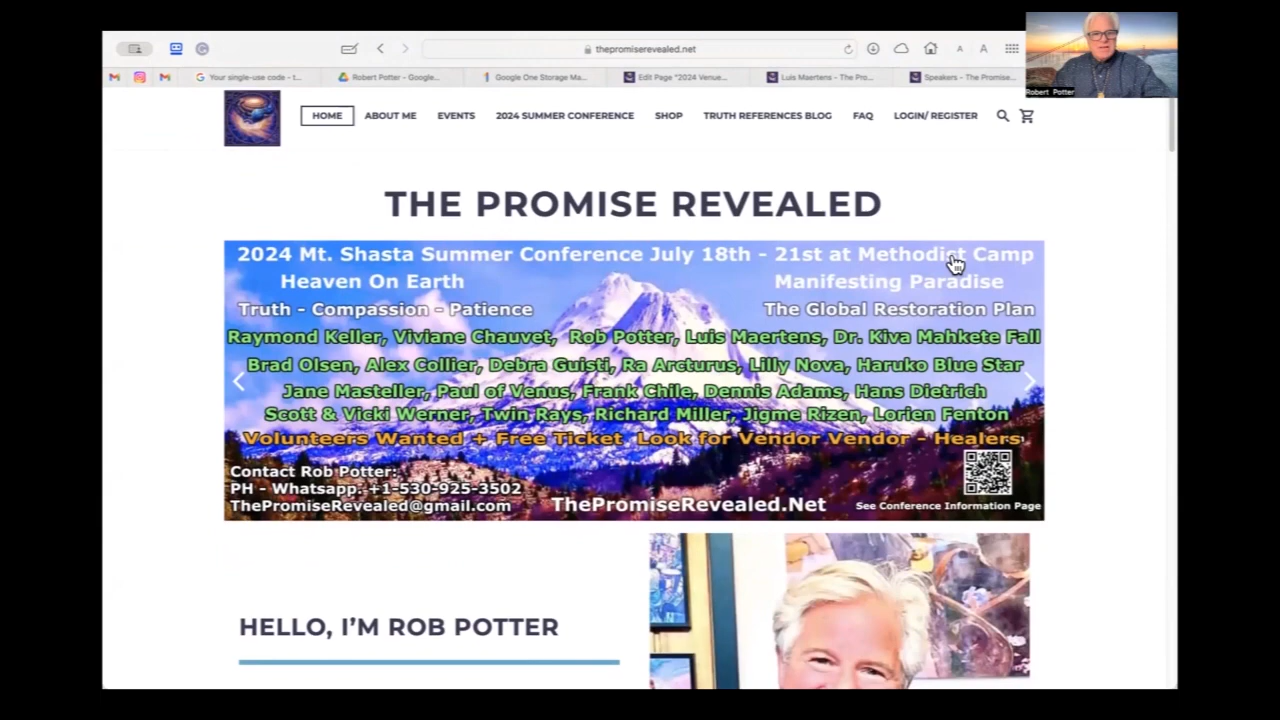 thepromiserevealed.net
A A
Your single-use code - t...
Robert Potter - Google...
Google One Storage Ma...
Edit Page "2024 Venue...
Luis Maertens - The Pro...
Speakers - The Promise...
Robert Potter
HOME ABOUT ME EVENTS 2024 SUMMER CONFERENCE SHOP TRUTH REFERENCES BLOG FAQ LOGIN/ REGISTER
THE PROMISE REVEALED
2024 Mt. Shasta Summer Conference July 18th - 21st at Methodist Camp
Heaven On Earth Manifesting Paradise
Truth - Compassion - Patience The Global Restoration Plan
Raymond Keller, Viviane Chauvet, Rob Potter, Luis Maertens, Dr. Kiva Mahkete Fall
Brad Olsen, Alex Collier, Debra Guisti, Ra Arcturus, Lilly Nova, Haruko Blue Star
Jane Masteller, Paul of Venus, Frank Chile, Dennis Adams, Hans Dietrich
Scott & Vicki Werner, Twin Rays, Richard Miller, Jigme Rizen, Lorien Fenton
Volunteers Wanted + Free Ticket Look for Vendor Vendor - Healers
Contact Rob Potter:
PH - Whatsapp: +1-530-925-3502
ThePromiseRevealed@gmail.com ThePromiseRevealed.Net See Conference Information Page
HELLO, I'M ROB POTTER